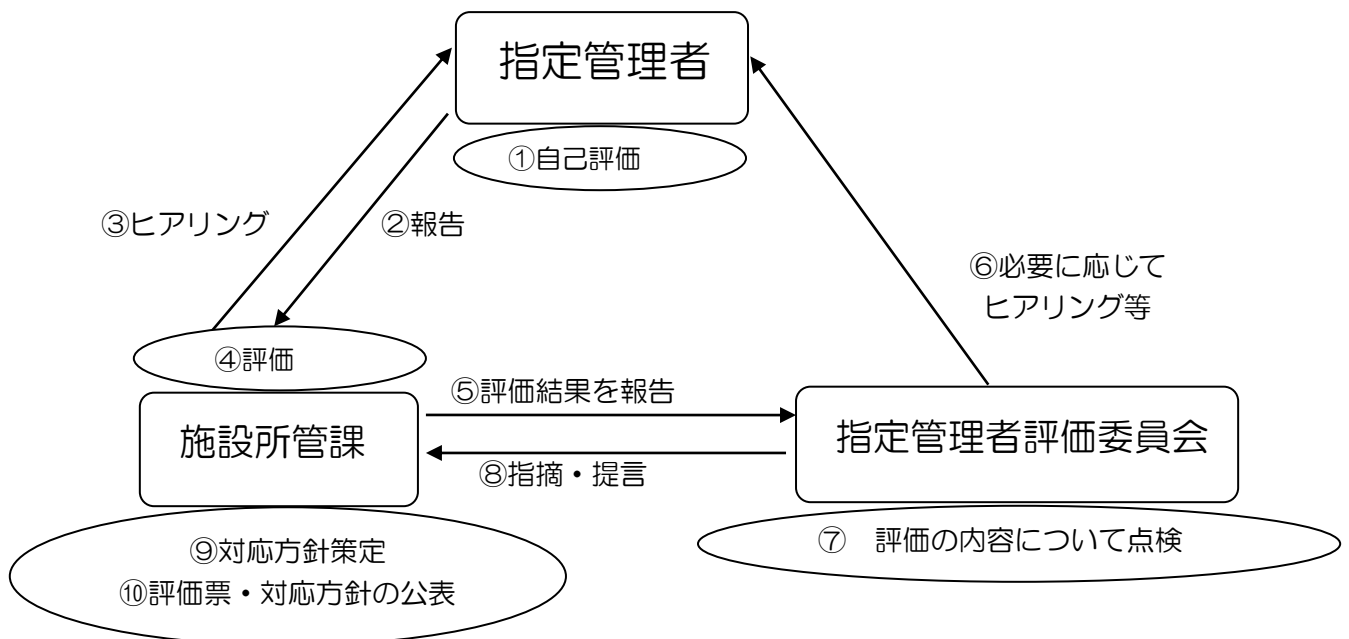 指定管理者
①自己評価
③ヒアリング
②報告
⑥必要に応じて
ヒアリング等
④評価
⑤評価結果を報告
施設所管課
指定管理者評価委員会
⑧指摘・提言
⑦　評価の内容について点検
⑨対応方針策定
⑩評価票・対応方針の公表